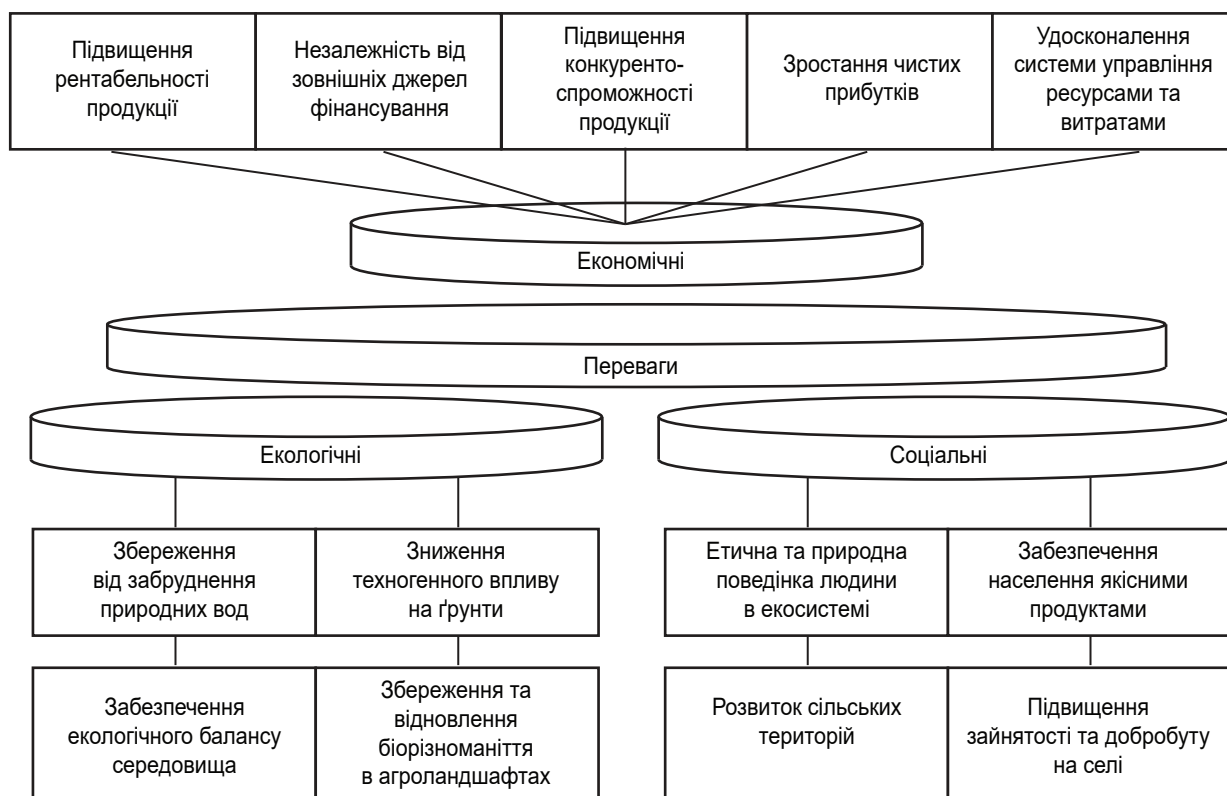 Підвищення
рентабельності
продукції
Незалежність від
зовнішніх джерел
фінансування
Підвищення
конкуренто-
спроможності
продукції
Зростання чистих
прибутків
Удосконалення
системи управління
ресурсами та
витратами
Економічні
Переваги
Екологічні
Соціальні
Збереження
від забруднення
природних вод
Зниження
техногенного впливу
на ґрунти
Етична та природна
поведінка людини
в екосистемі
Забезпечення
населення якісними
продуктами
Забезпечення
екологічного балансу
середовища
Збереження та
відновлення
біорізноманіття
в агроландшафтах
Розвиток сільських
територій
Підвищення
зайнятості та добробуту
на селі